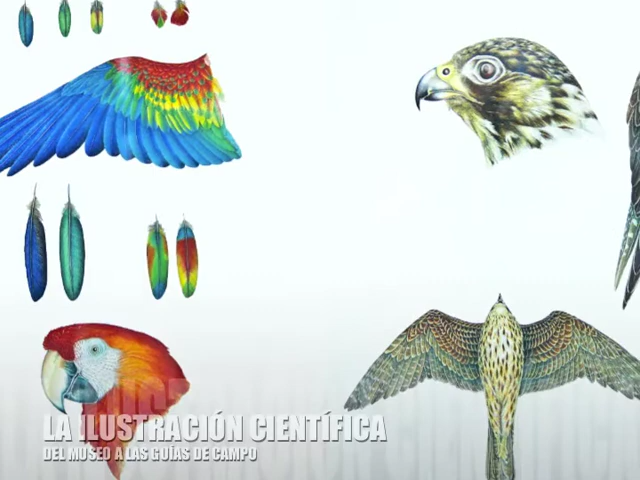 LA ILUSTRACIÓN CIENTÍFICA
DEL MUSEO A LAS GUÍAS DE CAMPO